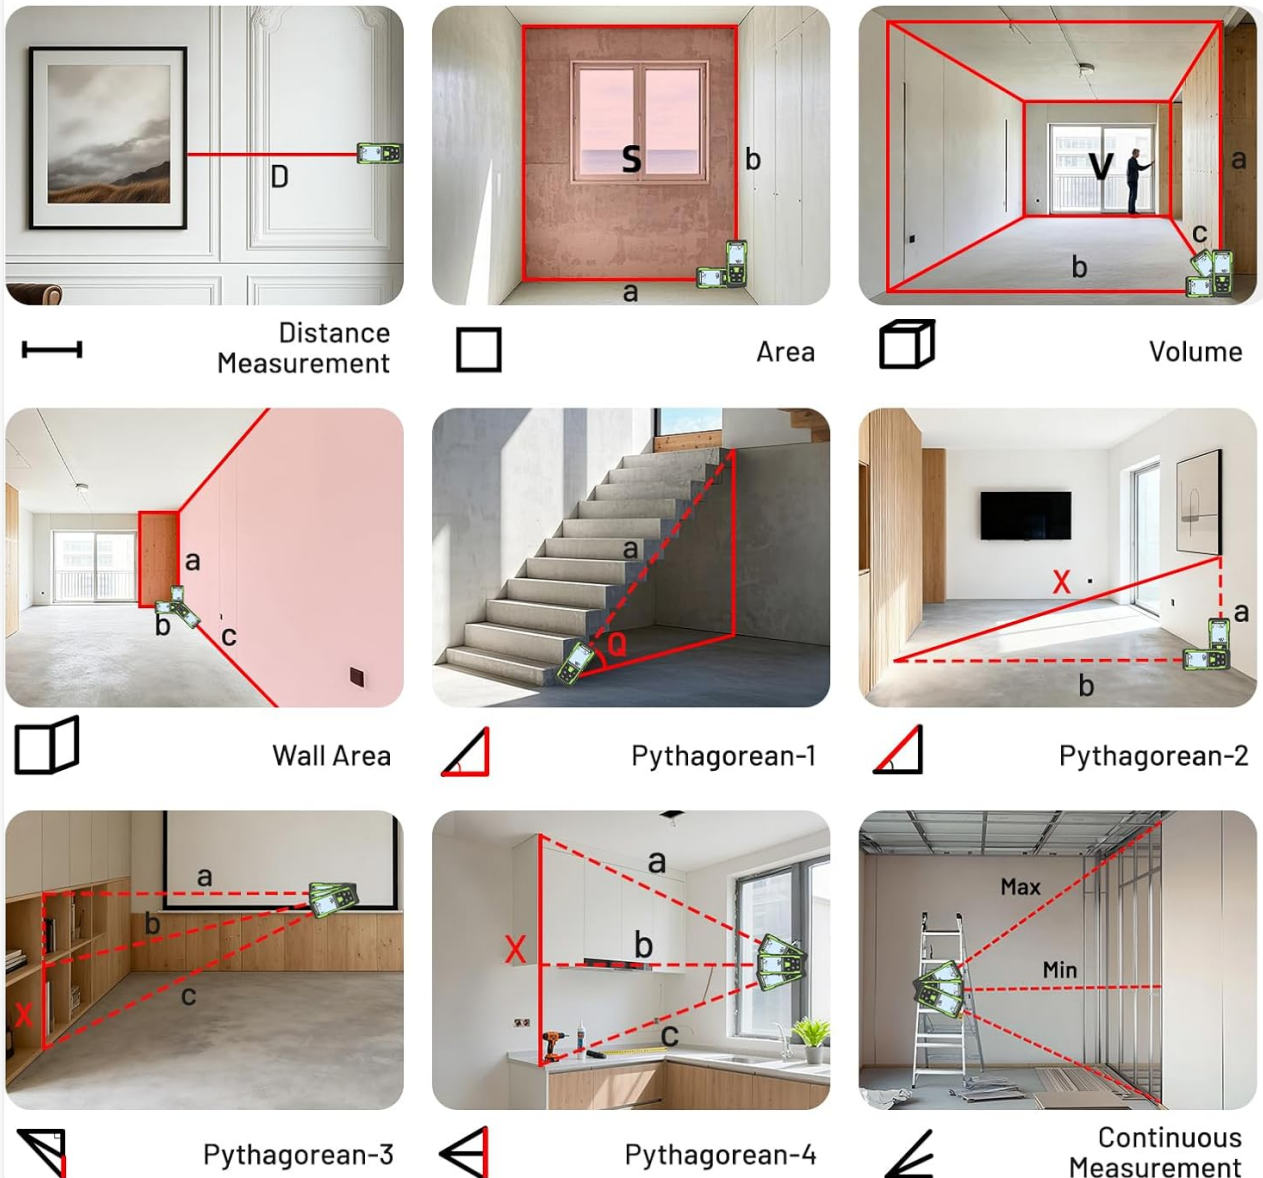 D
S
b
a
V
a
c
b
Distance
Measurement
Area
Volume
a
b
c
a
Q
X
a
b
Wall Area
Pythagorean-1
Pythagorean-2
a
b
c
X
a
X
b
c
Max
Min
Pythagorean-3
Pythagorean-4
Continuous
Measurement